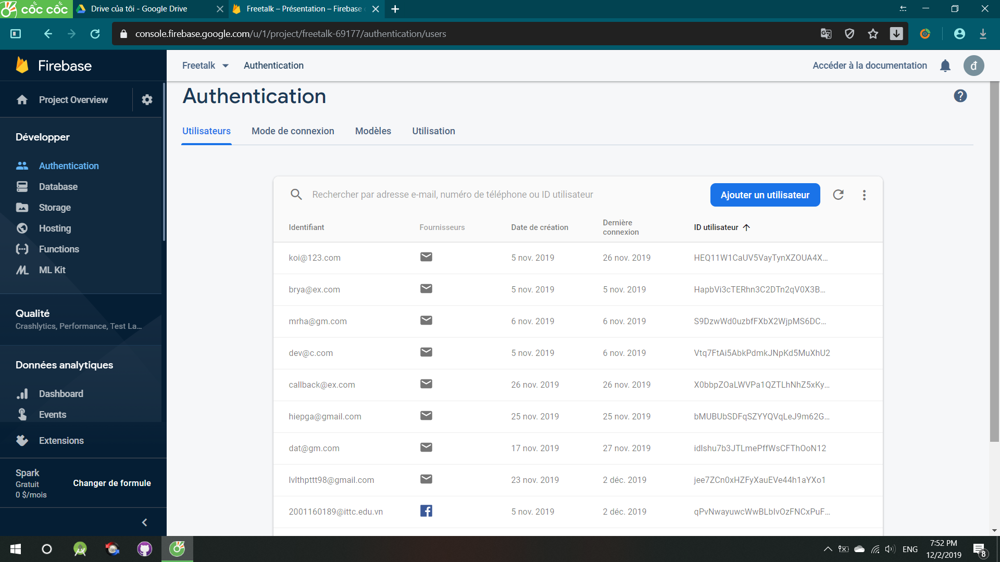 cốc cốc
Drive của tôi - Google Drive
Freetalk – Présentation – Firebase
console.firebase.google.com/u/1/project/freetalk-69177/authentication/users
Firebase
Freetalk
Authentication
Accéder à la documentation
đ
Project Overview
Authentication
Utilisateurs
Mode de connexion
Modèles
Utilisation
Développer
Authentication
Database
Storage
Hosting
Functions
ML Kit
Qualité
Crashlytics, Performance, Test La...
Données analytiques
Dashboard
Events
Extensions
Spark
Gratuit
0 $/mois
Changer de formule
Rechercher par adresse e-mail, numéro de téléphone ou ID utilisateur
Ajouter un utilisateur
Identifiant Fournisseurs Date de création Dernière connexion ID utilisateur
koi@123.com 5 nov. 2019 26 nov. 2019 HEQ11W1CaUV5VayTynXZOUA4X...
brya@ex.com 5 nov. 2019 5 nov. 2019 HapbVi3cTERhn3C2DTn2qV0X3B...
mrha@gm.com 6 nov. 2019 6 nov. 2019 S9DzwWd0uzbfFXbX2WjpMS6DC...
dev@c.com 5 nov. 2019 6 nov. 2019 Vtq7FtAi5AbkPdmkJNpKd5MuXhU2
callback@ex.com 26 nov. 2019 26 nov. 2019 X0bbpZOaLWVPa1QZTLhNhZ5xKy...
hiepga@gmail.com 25 nov. 2019 25 nov. 2019 bMUBUbSDFqSZYYQVqLeJ9m62G...
dat@gm.com 17 nov. 2019 27 nov. 2019 idlshu7b3JTLmePffWsCFThOoN12
lvlthpttt98@gmail.com 23 nov. 2019 2 déc. 2019 jee7ZCn0xHZFyXauEVe44h1aYXo1
2001160189@ittc.edu.vn 5 nov. 2019 2 déc. 2019 qPvNwayuwcWwBLbIvOzFNCxPuF...
ENG
7:52 PM
12/2/2019
8